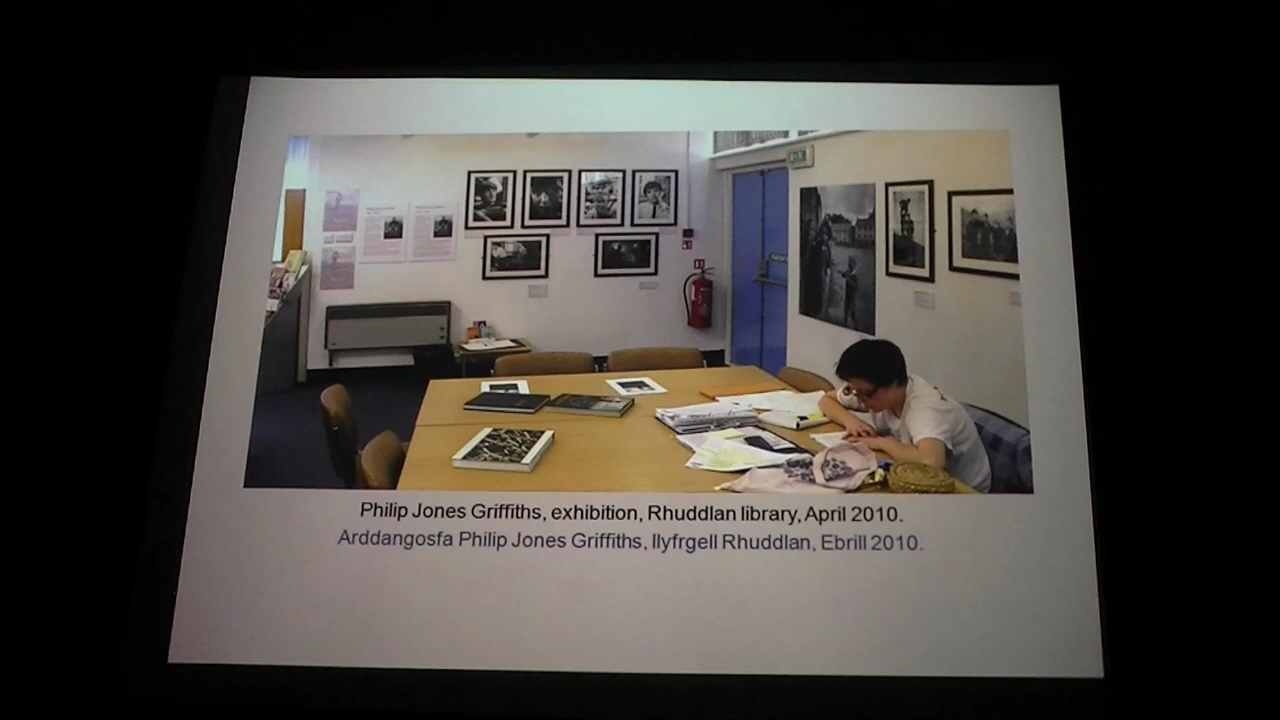 Philip Jones Griffiths, exhibition, Rhuddlan library, April 2010.
Arddangosfa Philip Jones Griffiths, llyfrgell Rhuddlan, Ebrill 2010.